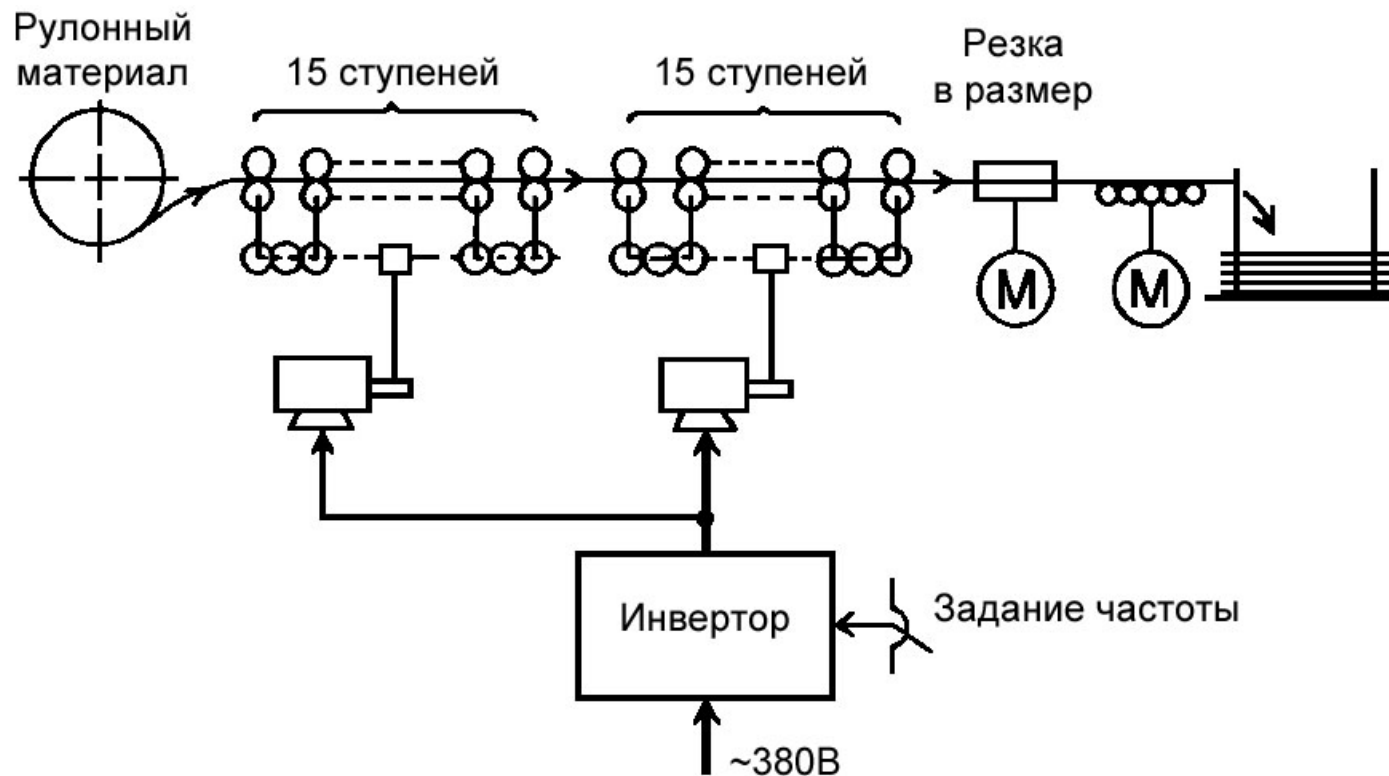 Рулонный
материал
15 ступеней
15 ступеней
Резка
в размер
М
М
Инвертор
Задание частоты
~380В